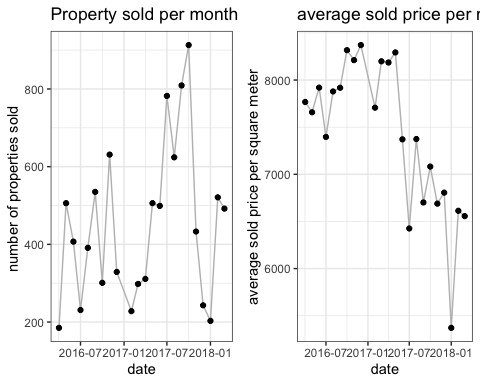 Property sold per month
number of properties sold
800
600
400
200
2016-07
2017-01
2017-07
2018-01
date
average sold price per
average sold price per square meter
8000
7000
6000
2016-07
2017-01
2017-07
2018-01
date